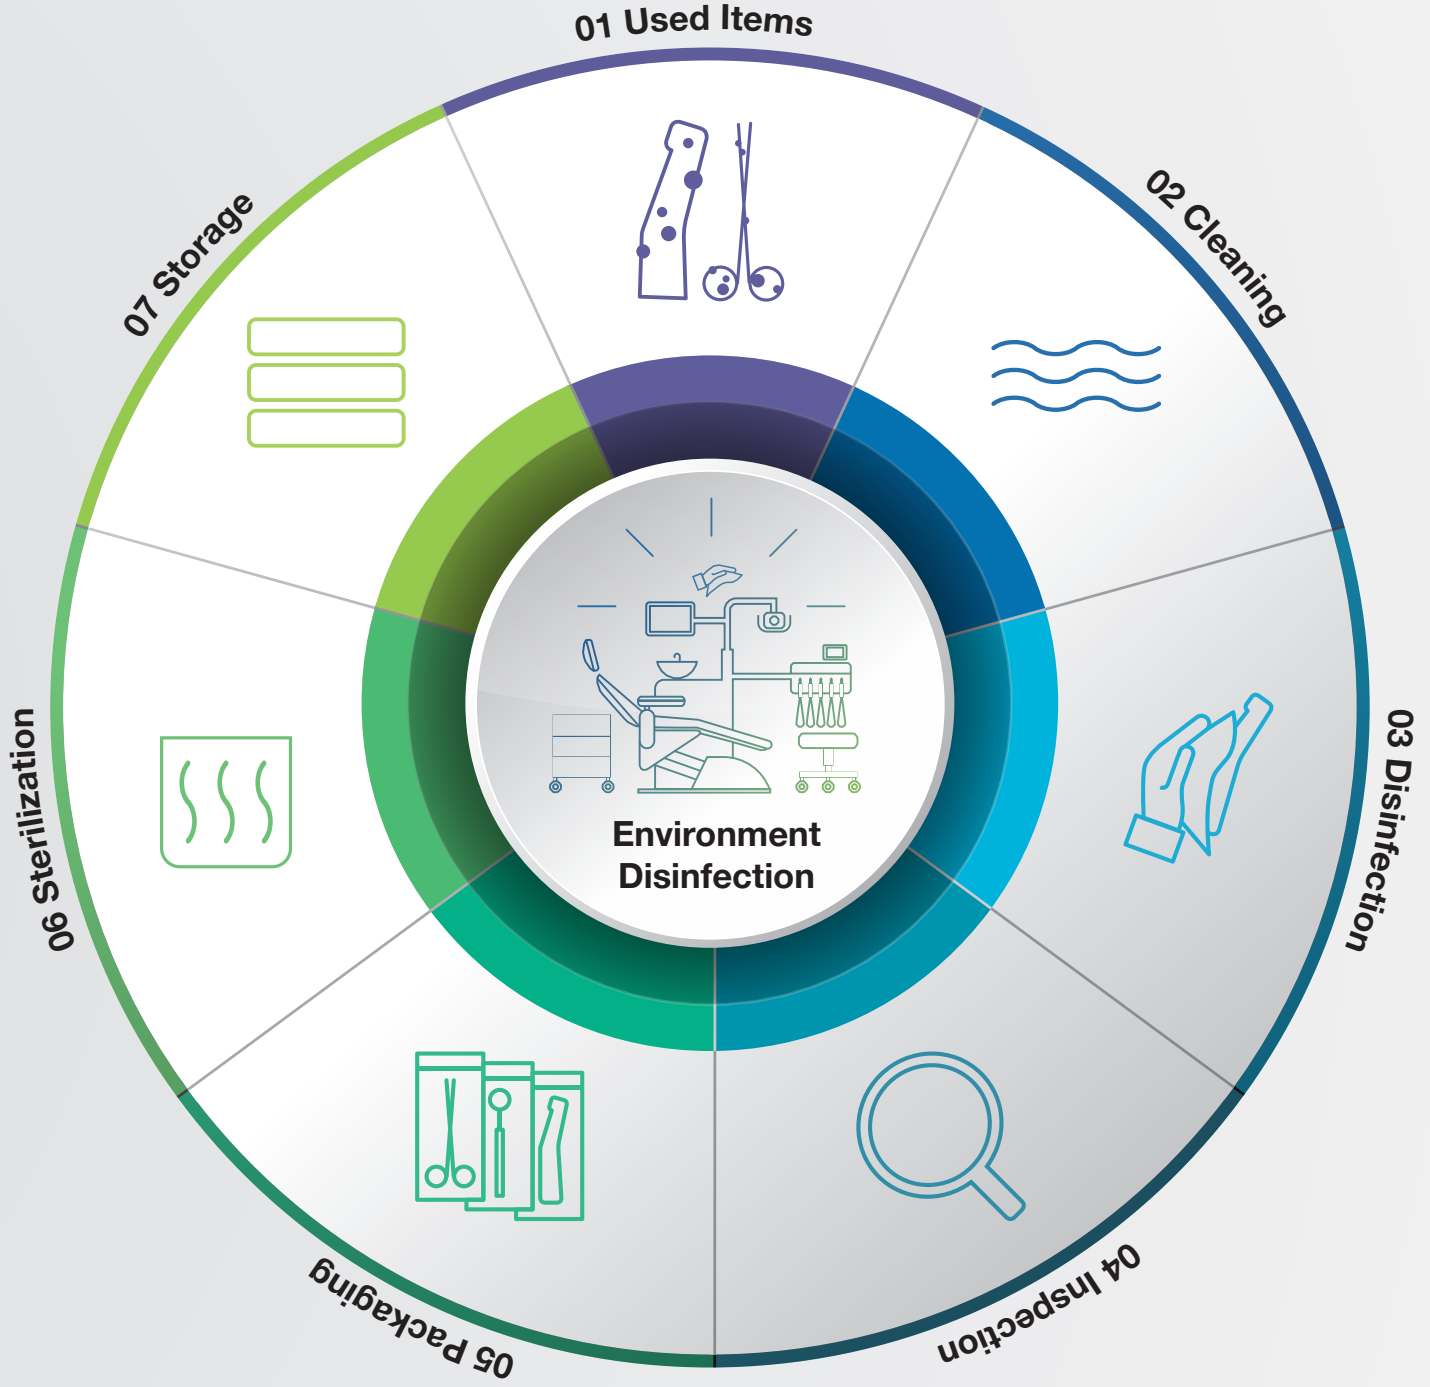 01 Used Items
02 Cleaning
03 Disinfection
04 Inspection
05 Packaging
06 Sterilization
07 Storage
Environment
Disinfection